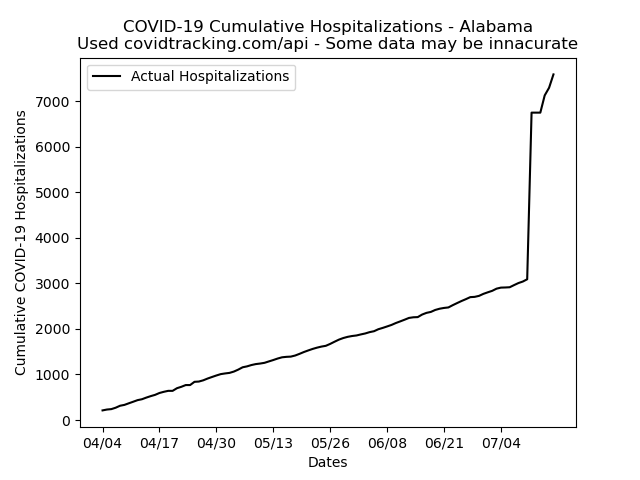 COVID-19 Cumulative Hospitalizations - Alabama
Used covidtracking.com/api - Some data may be innacurate
Actual Hospitalizations
Cumulative COVID-19 Hospitalizations
7000
6000
5000
4000
3000
2000
1000
0
04/04 04/17 04/30 05/13 05/26 06/08 06/21 07/04
Dates